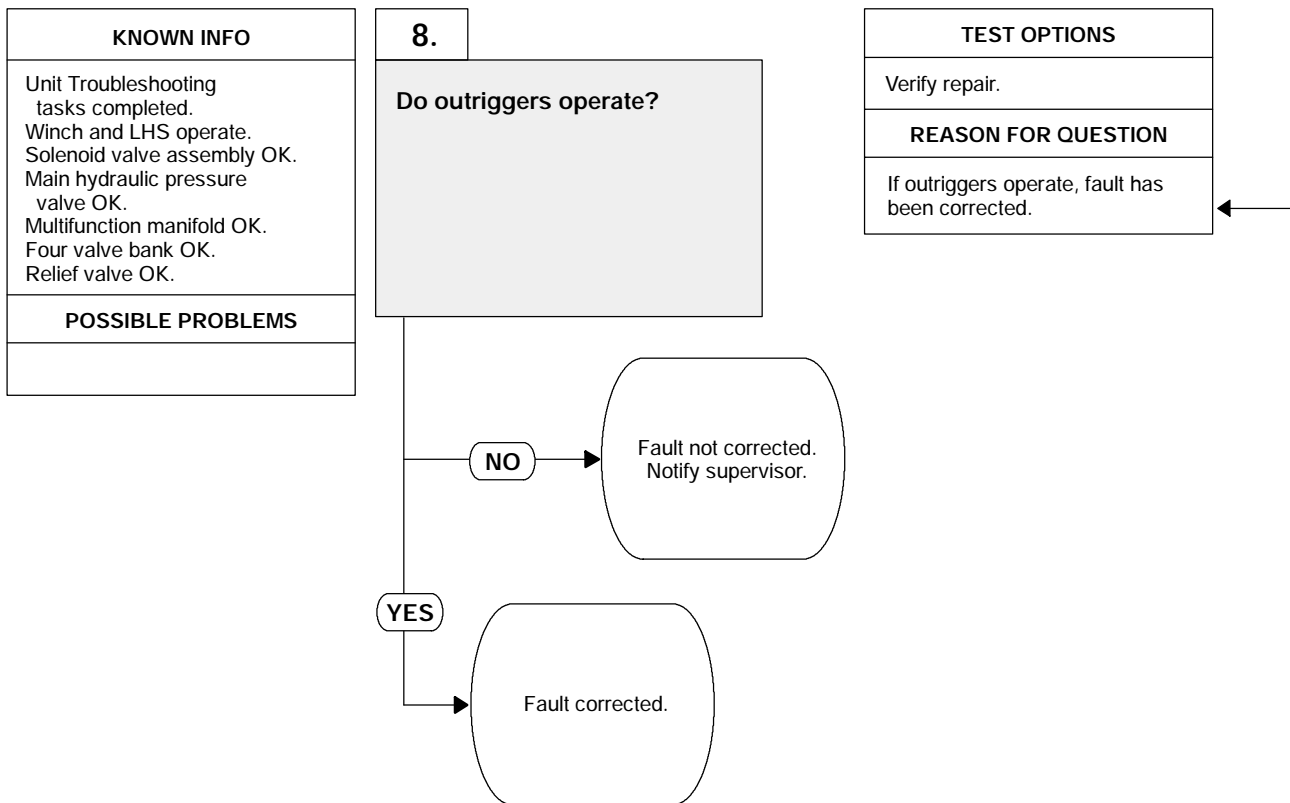 KNOWN INFO
Unit Troubleshooting
tasks completed.
Winch and LHS operate.
Solenoid valve assembly OK.
Main hydraulic pressure
valve OK.
Multifunction manifold OK.
Four valve bank OK.
Relief valve OK.
POSSIBLE PROBLEMS
8.
Do outriggers operate?
TEST OPTIONS
Verify repair.
REASON FOR QUESTION
If outriggers operate, fault has
been corrected.
NO
Fault not corrected.
Notify supervisor.
YES
Fault corrected.